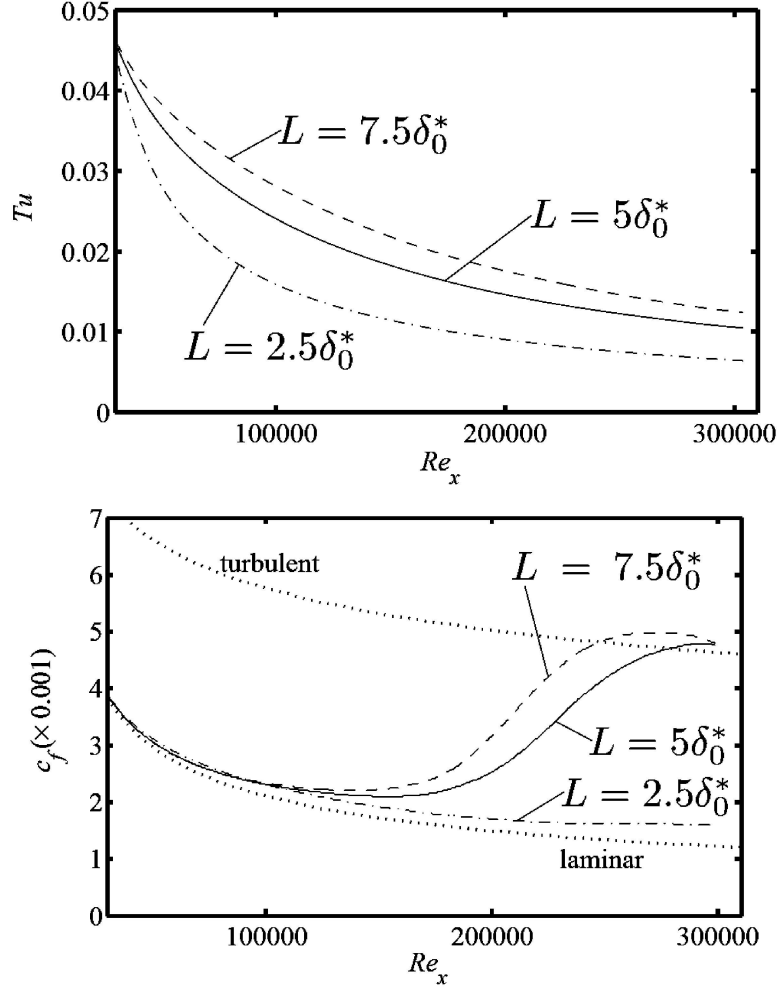 0.05
0.04
0.03
0.02
0.01
0
Tu
L = 7.5δ₀*
L = 5δ₀*
L = 2.5δ₀*
100000 200000 300000
Reₓ
7
6
5
4
3
2
1
0
c_f(× 0.001)
turbulent
L = 7.5δ₀*
L = 5δ₀*
L = 2.5δ₀*
laminar
100000 200000 300000
Reₓ